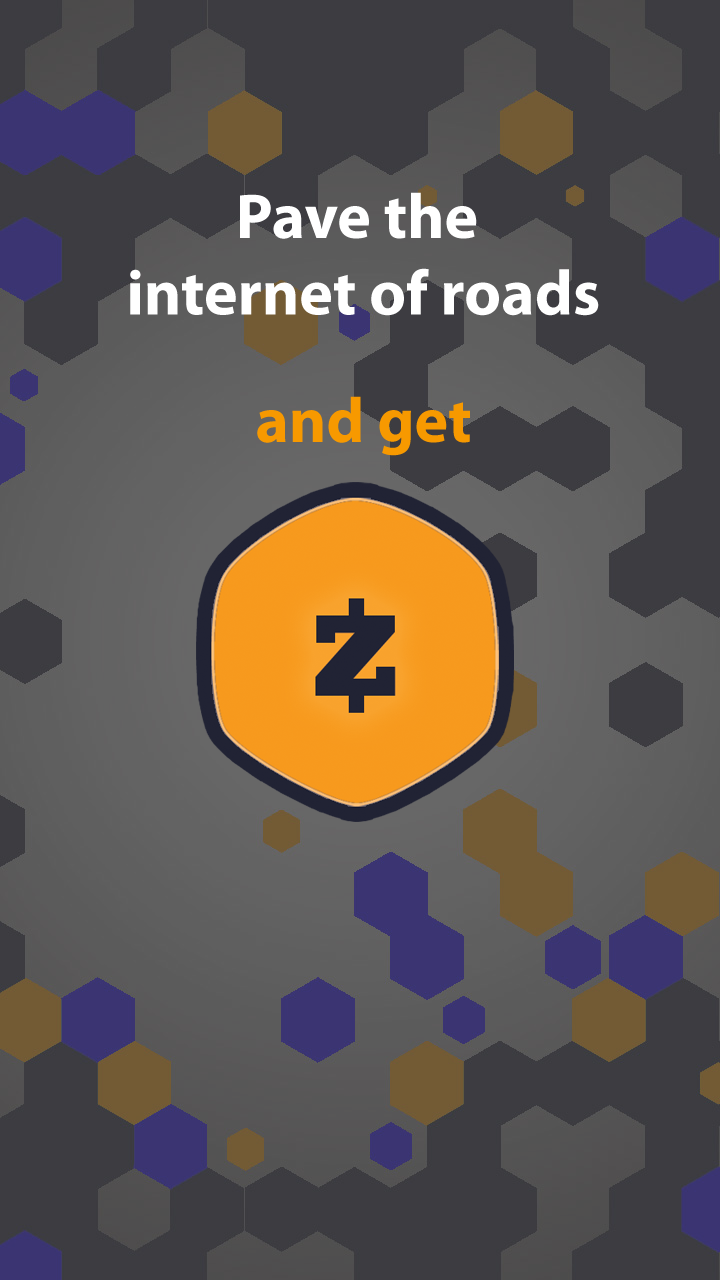 Pave the
internet of roads
and get
Z